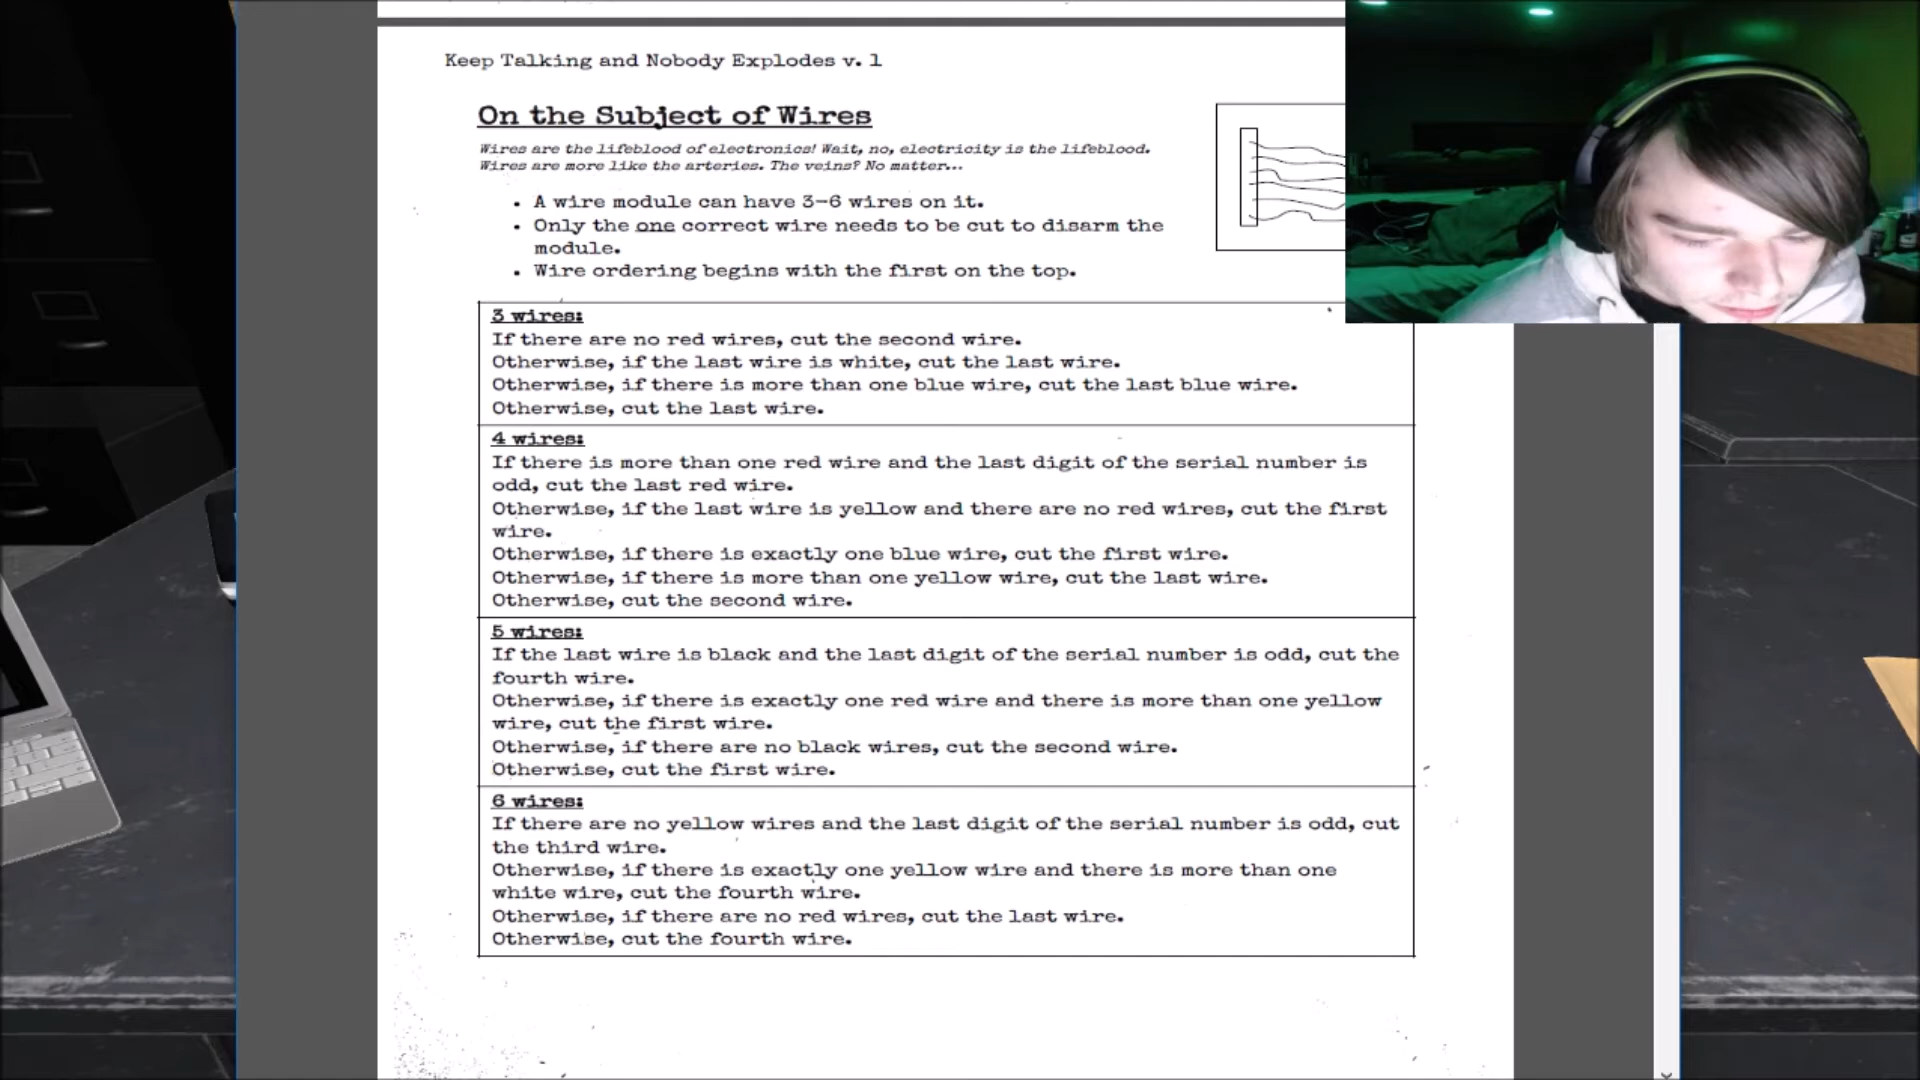 Keep Talking and Nobody Explodes v. 1
On the Subject of Wires
Wires are the lifeblood of electronics! Wait, no, electricity is the lifeblood.
Wires are more like the arteries. The veins? No matter...
• A wire module can have 3-6 wires on it.
• Only the one correct wire needs to be cut to disarm the
module.
• Wire ordering begins with the first on the top.
3 wires:
If there are no red wires, cut the second wire.
Otherwise, if the last wire is white, cut the last wire.
Otherwise, if there is more than one blue wire, cut the last blue wire.
Otherwise, cut the last wire.
4 wires:
If there is more than one red wire and the last digit of the serial number is
odd, cut the last red wire.
Otherwise, if the last wire is yellow and there are no red wires, cut the first
wire.
Otherwise, if there is exactly one blue wire, cut the first wire.
Otherwise, if there is more than one yellow wire, cut the last wire.
Otherwise, cut the second wire.
5 wires:
If the last wire is black and the last digit of the serial number is odd, cut the
fourth wire.
Otherwise, if there is exactly one red wire and there is more than one yellow
wire, cut the first wire.
Otherwise, if there are no black wires, cut the second wire.
Otherwise, cut the first wire.
6 wires:
If there are no yellow wires and the last digit of the serial number is odd, cut
the third wire.
Otherwise, if there is exactly one yellow wire and there is more than one
white wire, cut the fourth wire.
Otherwise, if there are no red wires, cut the last wire.
Otherwise, cut the fourth wire.